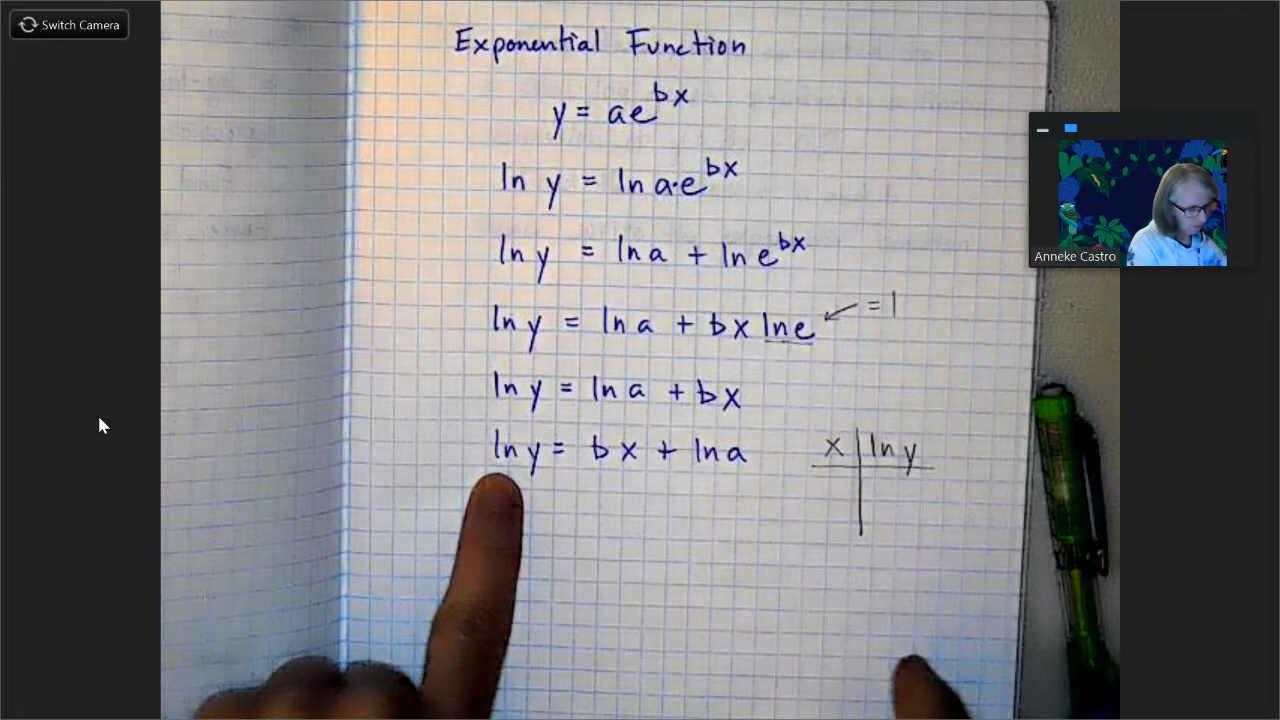 Switch Camera
Exponential Function
y = ae^bx
ln y = ln a·e^bx
ln y = ln a + ln e^bx
ln y = ln a + bx ln e ← = 1
ln y = ln a + bx
ln y = bx + ln a
x | ln y
Anneke Castro